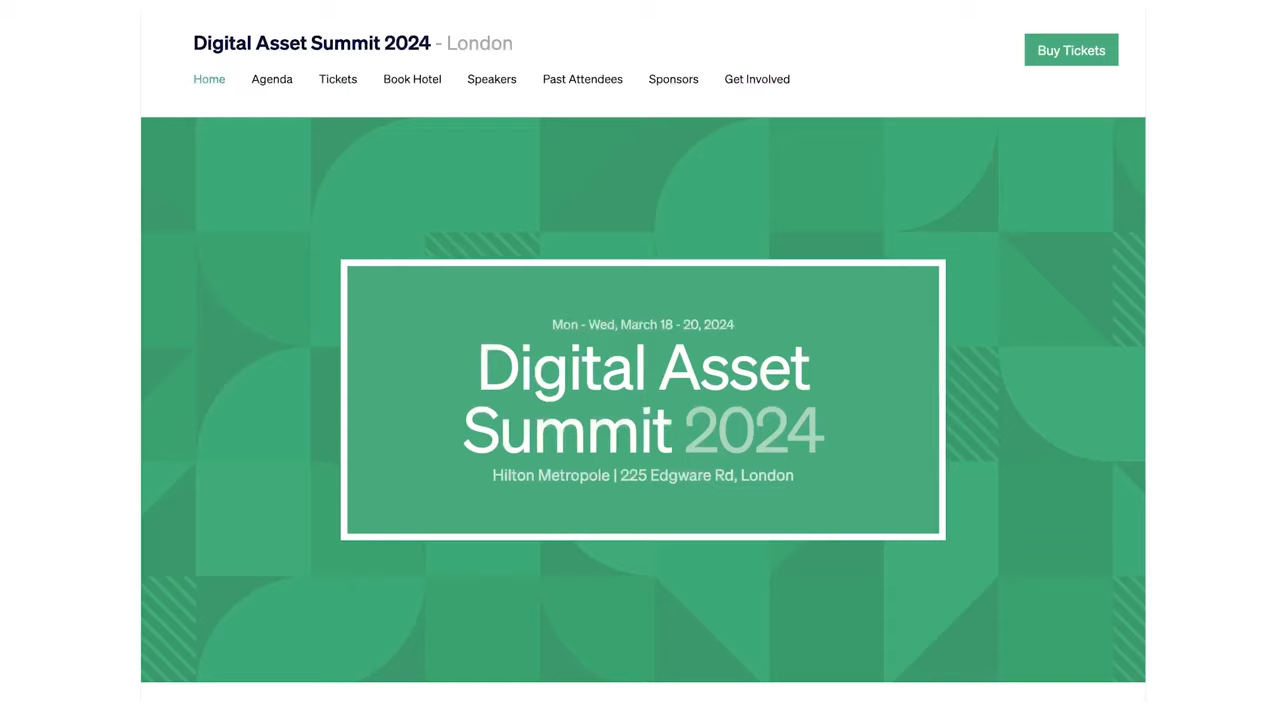 Digital Asset Summit 2024 - London
Buy Tickets
Home Agenda Tickets Book Hotel Speakers Past Attendees Sponsors Get Involved
Mon - Wed, March 18 - 20, 2024
Digital Asset
Summit 2024
Hilton Metropole | 225 Edgware Rd, London